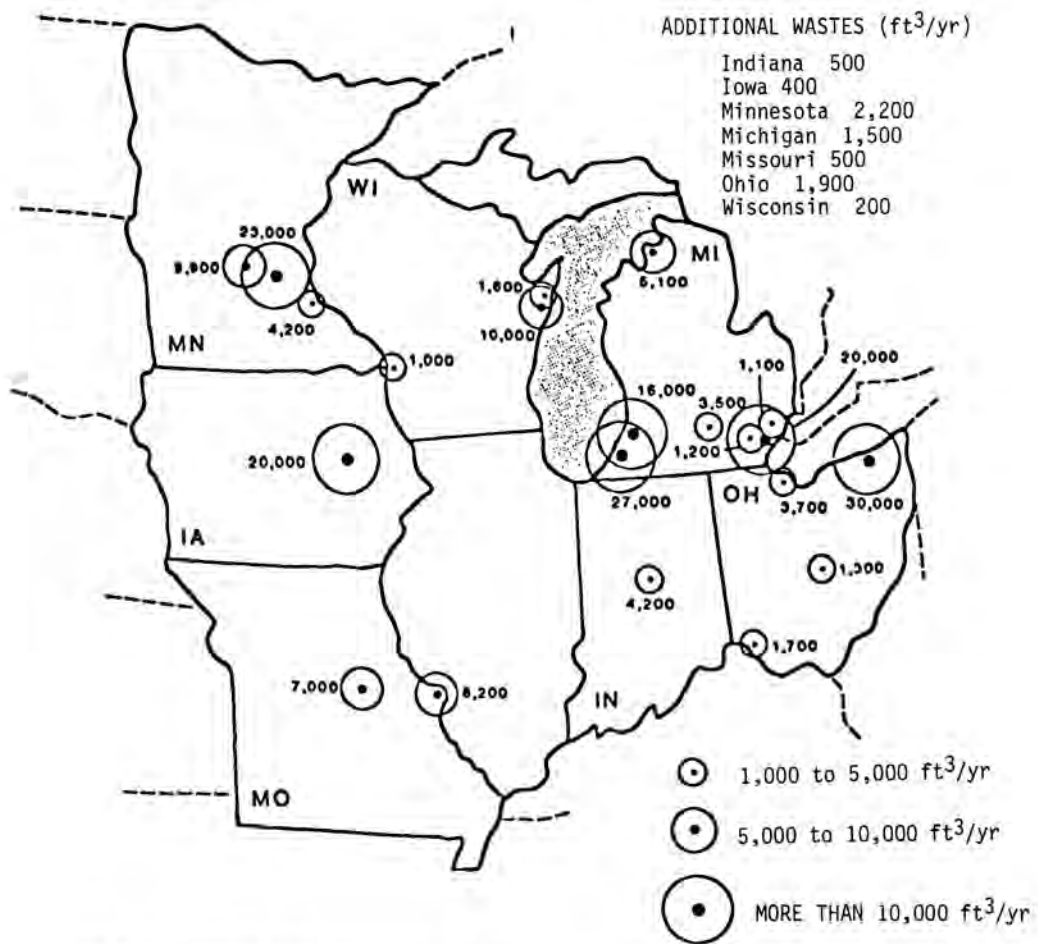 ADDITIONAL WASTES (ft³/yr)
Indiana 500
Iowa 400
Minnesota 2,200
Michigan 1,500
Missouri 500
Ohio 1,900
Wisconsin 200
WI
23,000
MI
9,900
5,100
1,600
4,200
10,000
MN
1,000
20,000
1,100
16,000
3,500
1,200
20,000
27,000
OH
3,700
30,000
IA
1,300
4,200
1,700
7,000
8,200
IN
MO
1,000 to 5,000 ft³/yr
5,000 to 10,000 ft³/yr
MORE THAN 10,000 ft³/yr